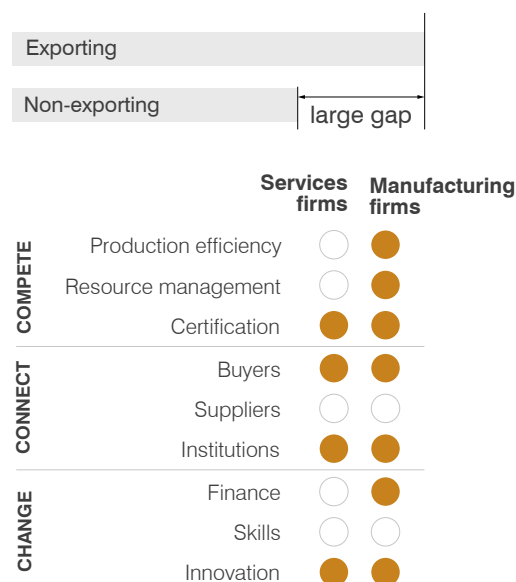 Exporting
Non-exporting
large gap
Services firms
Manufacturing firms
COMPETE
Production efficiency
Resource management
Certification
CONNECT
Buyers
Suppliers
Institutions
CHANGE
Finance
Skills
Innovation